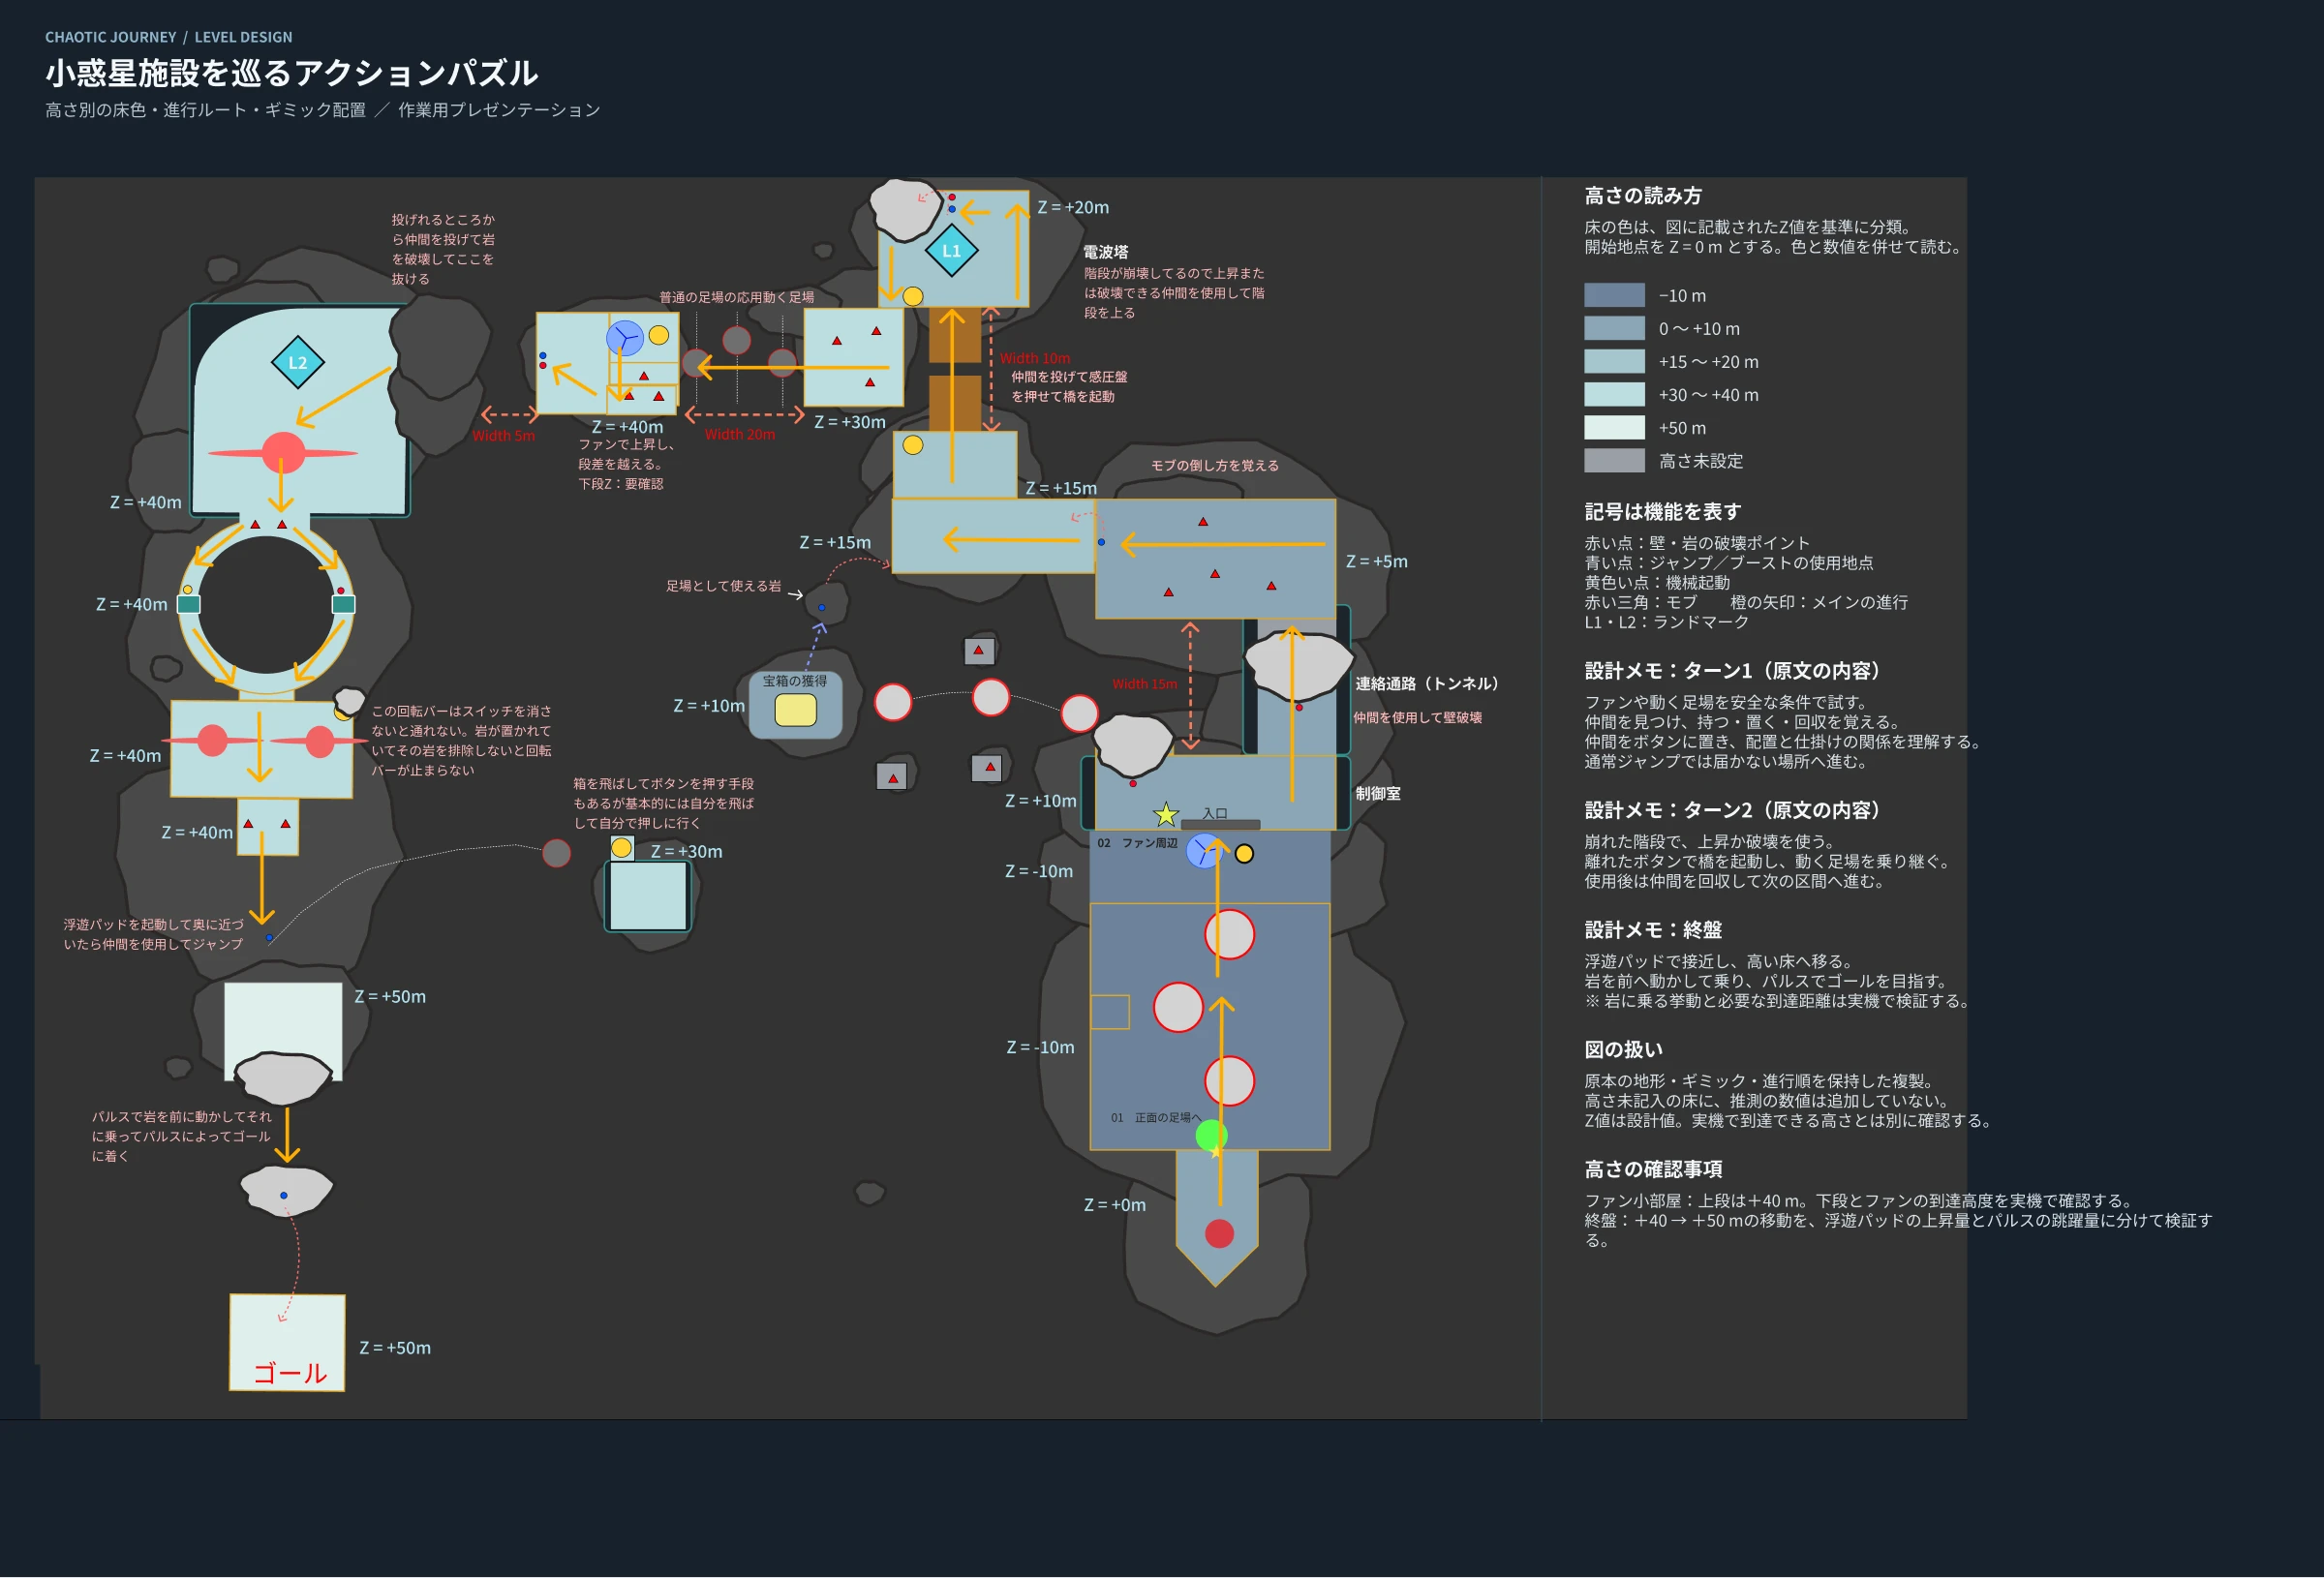 CHAOTIC JOURNEY / LEVEL DESIGN
小惑星施設を巡るアクションパズル
高さ別の床色・進行ルート・ギミック配置 ／ 作業用プレゼンテーション
投げれるところか
ら仲間を投げて岩
を破壊してここを
抜ける
L2
Z = +40m
Z = +40m
Z = +40m
この回転バーはスイッチを消さ
ないと通れない。岩が置かれて
いてその岩を排除しないと回転
バーが止まらない
Z = +40m
浮遊パッドを起動して奥に近づ
いたら仲間を使用してジャンプ
Z = +50m
パルスで岩を前に動かしてそれ
に乗ってパルスによってゴール
に着く
ゴール
Z = +50m
Width 5m
Z = +40m
ファンで上昇し、
段差を越える。
下段Z：要確認
普通の足場の応用動く足場
Width 20m
Z = +30m
L1
Z = +20m
電波塔
階段が崩壊してるので上昇また
は破壊できる仲間を使用して階
段を上る
Width 10m
仲間を投げて感圧盤
を押せて橋を起動
モブの倒し方を覚える
Z = +15m
Z = +15m
Z = +5m
足場として使える岩
宝箱の獲得
Z = +10m
Width 15m
連絡通路（トンネル）
仲間を使用して壁破壊
箱を飛ばしてボタンを押す手段
もあるが基本的には自分を飛ば
して自分で押しに行く
Z = +30m
Z = +10m
制御室
入口
02　ファン周辺
Z = -10m
Z = -10m
01　正面の足場へ
Z = +0m
高さの読み方
床の色は、図に記載されたZ値を基準に分類。
開始地点を Z = 0 m とする。色と数値を併せて読む。
−10 m
0 〜 +10 m
+15 〜 +20 m
+30 〜 +40 m
+50 m
高さ未設定
記号は機能を表す
赤い点：壁・岩の破壊ポイント
青い点：ジャンプ／ブーストの使用地点
黄色い点：機械起動
赤い三角：モブ　　橙の矢印：メインの進行
L1・L2：ランドマーク
設計メモ：ターン1（原文の内容）
ファンや動く足場を安全な条件で試す。
仲間を見つけ、持つ・置く・回収を覚える。
仲間をボタンに置き、配置と仕掛けの関係を理解する。
通常ジャンプでは届かない場所へ進む。
設計メモ：ターン2（原文の内容）
崩れた階段で、上昇か破壊を使う。
離れたボタンで橋を起動し、動く足場を乗り継ぐ。
使用後は仲間を回収して次の区間へ進む。
設計メモ：終盤
浮遊パッドで接近し、高い床へ移る。
岩を前へ動かして乗り、パルスでゴールを目指す。
※ 岩に乗る挙動と必要な到達距離は実機で検証する。
図の扱い
原本の地形・ギミック・進行順を保持した複製。
高さ未記入の床に、推測の数値は追加していない。
Z値は設計値。実機で到達できる高さとは別に確認する。
高さの確認事項
ファン小部屋：上段は＋40 m。下段とファンの到達高度を実機で確認する。
終盤：＋40 → ＋50 mの移動を、浮遊パッドの上昇量とパルスの跳躍量に分けて検証す
る。